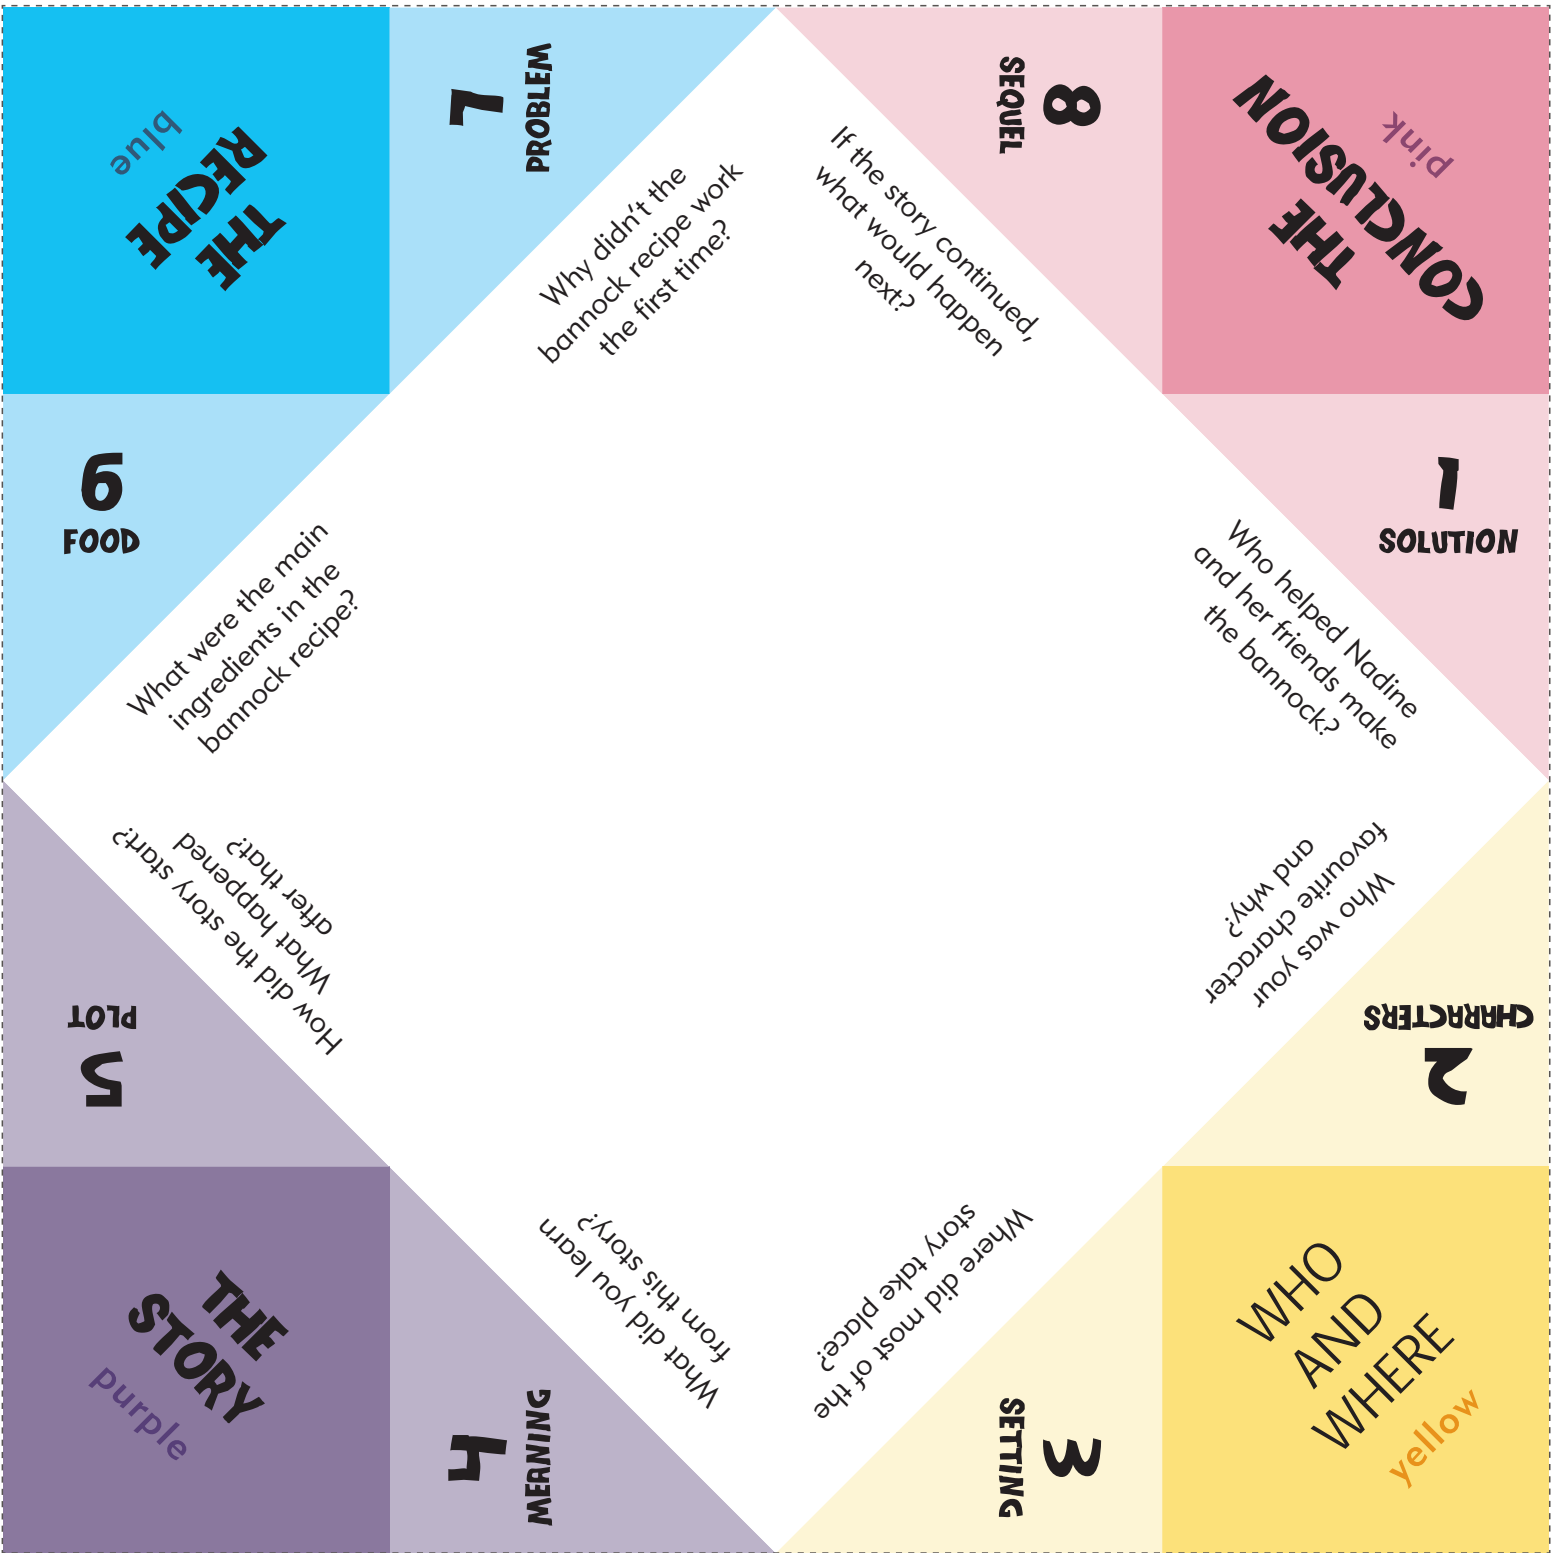 blue
THE
RECIPE
7
PROBLEM
Why didn't the
bannock recipe work
the first time?
8
SEQUEL
If the story continued,
what would happen
next?
pink
THE
CONCLUSION
1
SOLUTION
Who helped Nadine
and her friends make
the bannock?
2
CHARACTERS
Who was your
favourite character
and why?
WHO
AND
WHERE
yellow
3
SETTING
Where did most of the
story take place?
4
MEANING
What did you learn
from this story?
THE
STORY
purple
5
PLOT
How did the story start?
What happened
after that?
6
FOOD
What were the main
ingredients in the
bannock recipe?